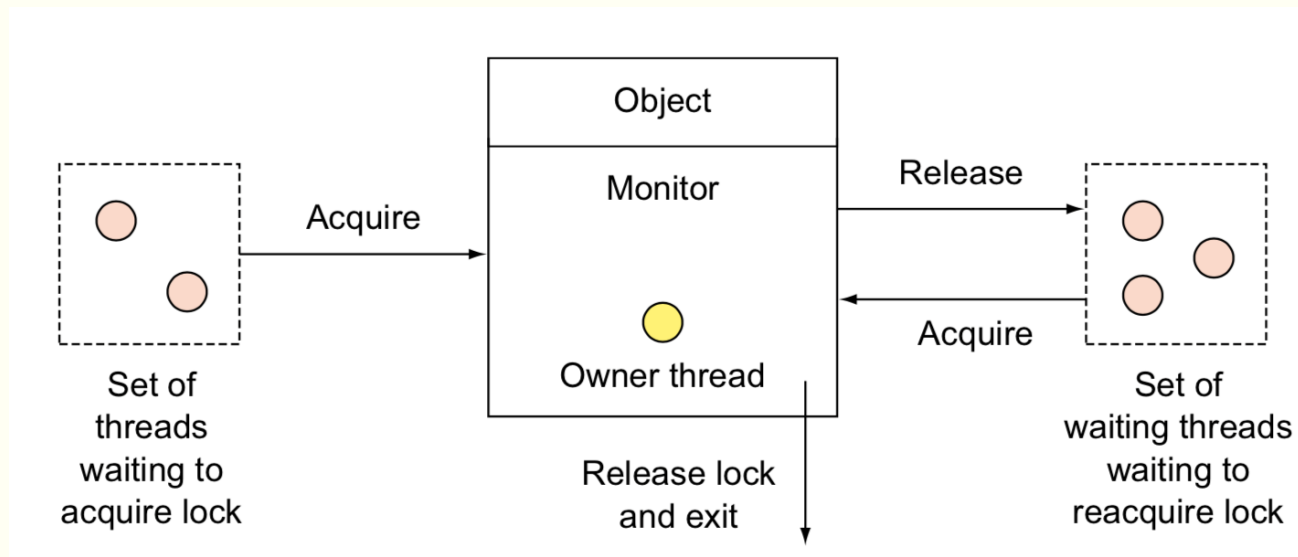 Object
Monitor
Acquire
Release
Acquire
Owner thread
Set of
threads
waiting to
acquire lock
Release lock
and exit
Set of
waiting threads
waiting to
reacquire lock